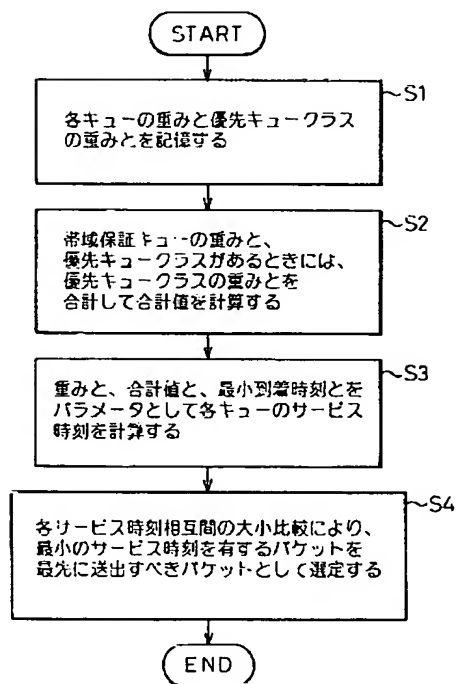 START
S1
各キューの重みと優先キュークラス
の重みとを記憶する
S2
帯域保証キューの重みと、
優先キュークラスがあるときには、
優先キュークラスの重みとを
合計して合計値を計算する
S3
重みと、合計値と、最小到着時刻とを
パラメータとして各キューのサービス
時刻を計算する
S4
各サービス時刻相互間の大小比較により、
最小のサービス時刻を有するパケットを
最先に送出すべきパケットとして選定する
END